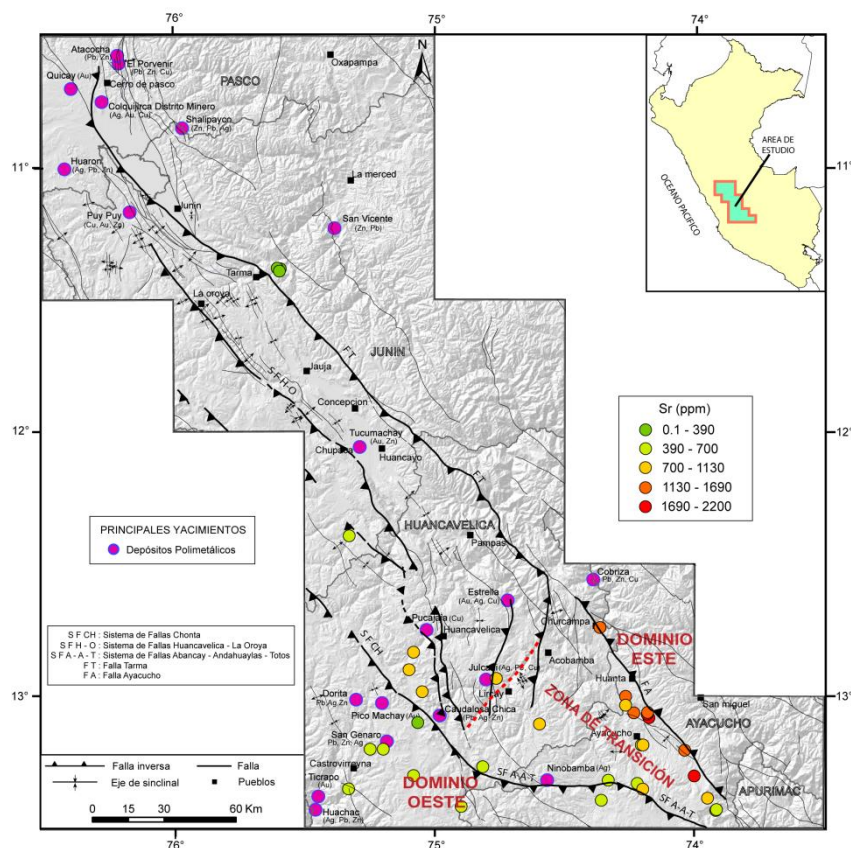 76°
75°
74°
N
Atacocha
(Pb, Zn)
El Porvenir
(Pb, Zn, Cu)
Oxapampa
PASCO
Quicay (Au)
Cerro de pasco
Colquijirca Distrito Minero
(Ag, Au, Cu)
Shalipayco
(Zn, Pb, Ag)
AREA DE
ESTUDIO
OCEANO PACIFICO
11°
11°
Huaron
(Ag, Pb, Zn)
La merced
Junin
Puy Puy
(Cu, Au, Zn)
San Vicente
(Zn, Pb)
Tarma
La oroya
FT
JUNIN
S F H-O
Jauja
Concepcion
Sr (ppm)
0.1 - 390
390 - 700
700 - 1130
1130 - 1690
1690 - 2200
12°
12°
Tucumachay
(Au, Zn)
Chupaca
Huancayo
FT
PRINCIPALES YACIMIENTOS
Depósitos Polimetálicos
HUANCAVELICA
Pampas
Cobriza
Pb, Zn, Cu
Estrella
(Au, Ag, Cu)
S F C H : Sistema de Fallas Chonta
S F H - O : Sistema de Fallas Huancavelica - La Oroya
S F A - A - T : Sistema de Fallas Abancay - Andahuaylas - Totos
F T : Falla Tarma
F A : Falla Ayacucho
Pucajaja (Cu)
Huancavelica
Churcampa
DOMINIO
ESTE
SFCH
Acobamba
Julcani (Ag, Pb, Cu)
Huanta
FA
13°
13°
Dorita
Pb, Ag, Zn
Lircay
San miguel
Pico Machay (Au)
Caudalosa Chica
(Pb, Ag, Zn)
AYACUCHO
San Genaro
Pb, Zn, Ag
Ayacucho
ZONA DE TRANSICIÓN
Castrovirreyna
Ninobamba (Ag)
Ticrapo
(Au)
DOMINIO
OESTE
SF A-A-T
SF A-A-T
APURIMAC
Huachac
(Ag, Pb, Zn)
Falla inversa
Falla
Eje de sinclinal
Pueblos
0 15 30 60 Km
76°
75°
74°